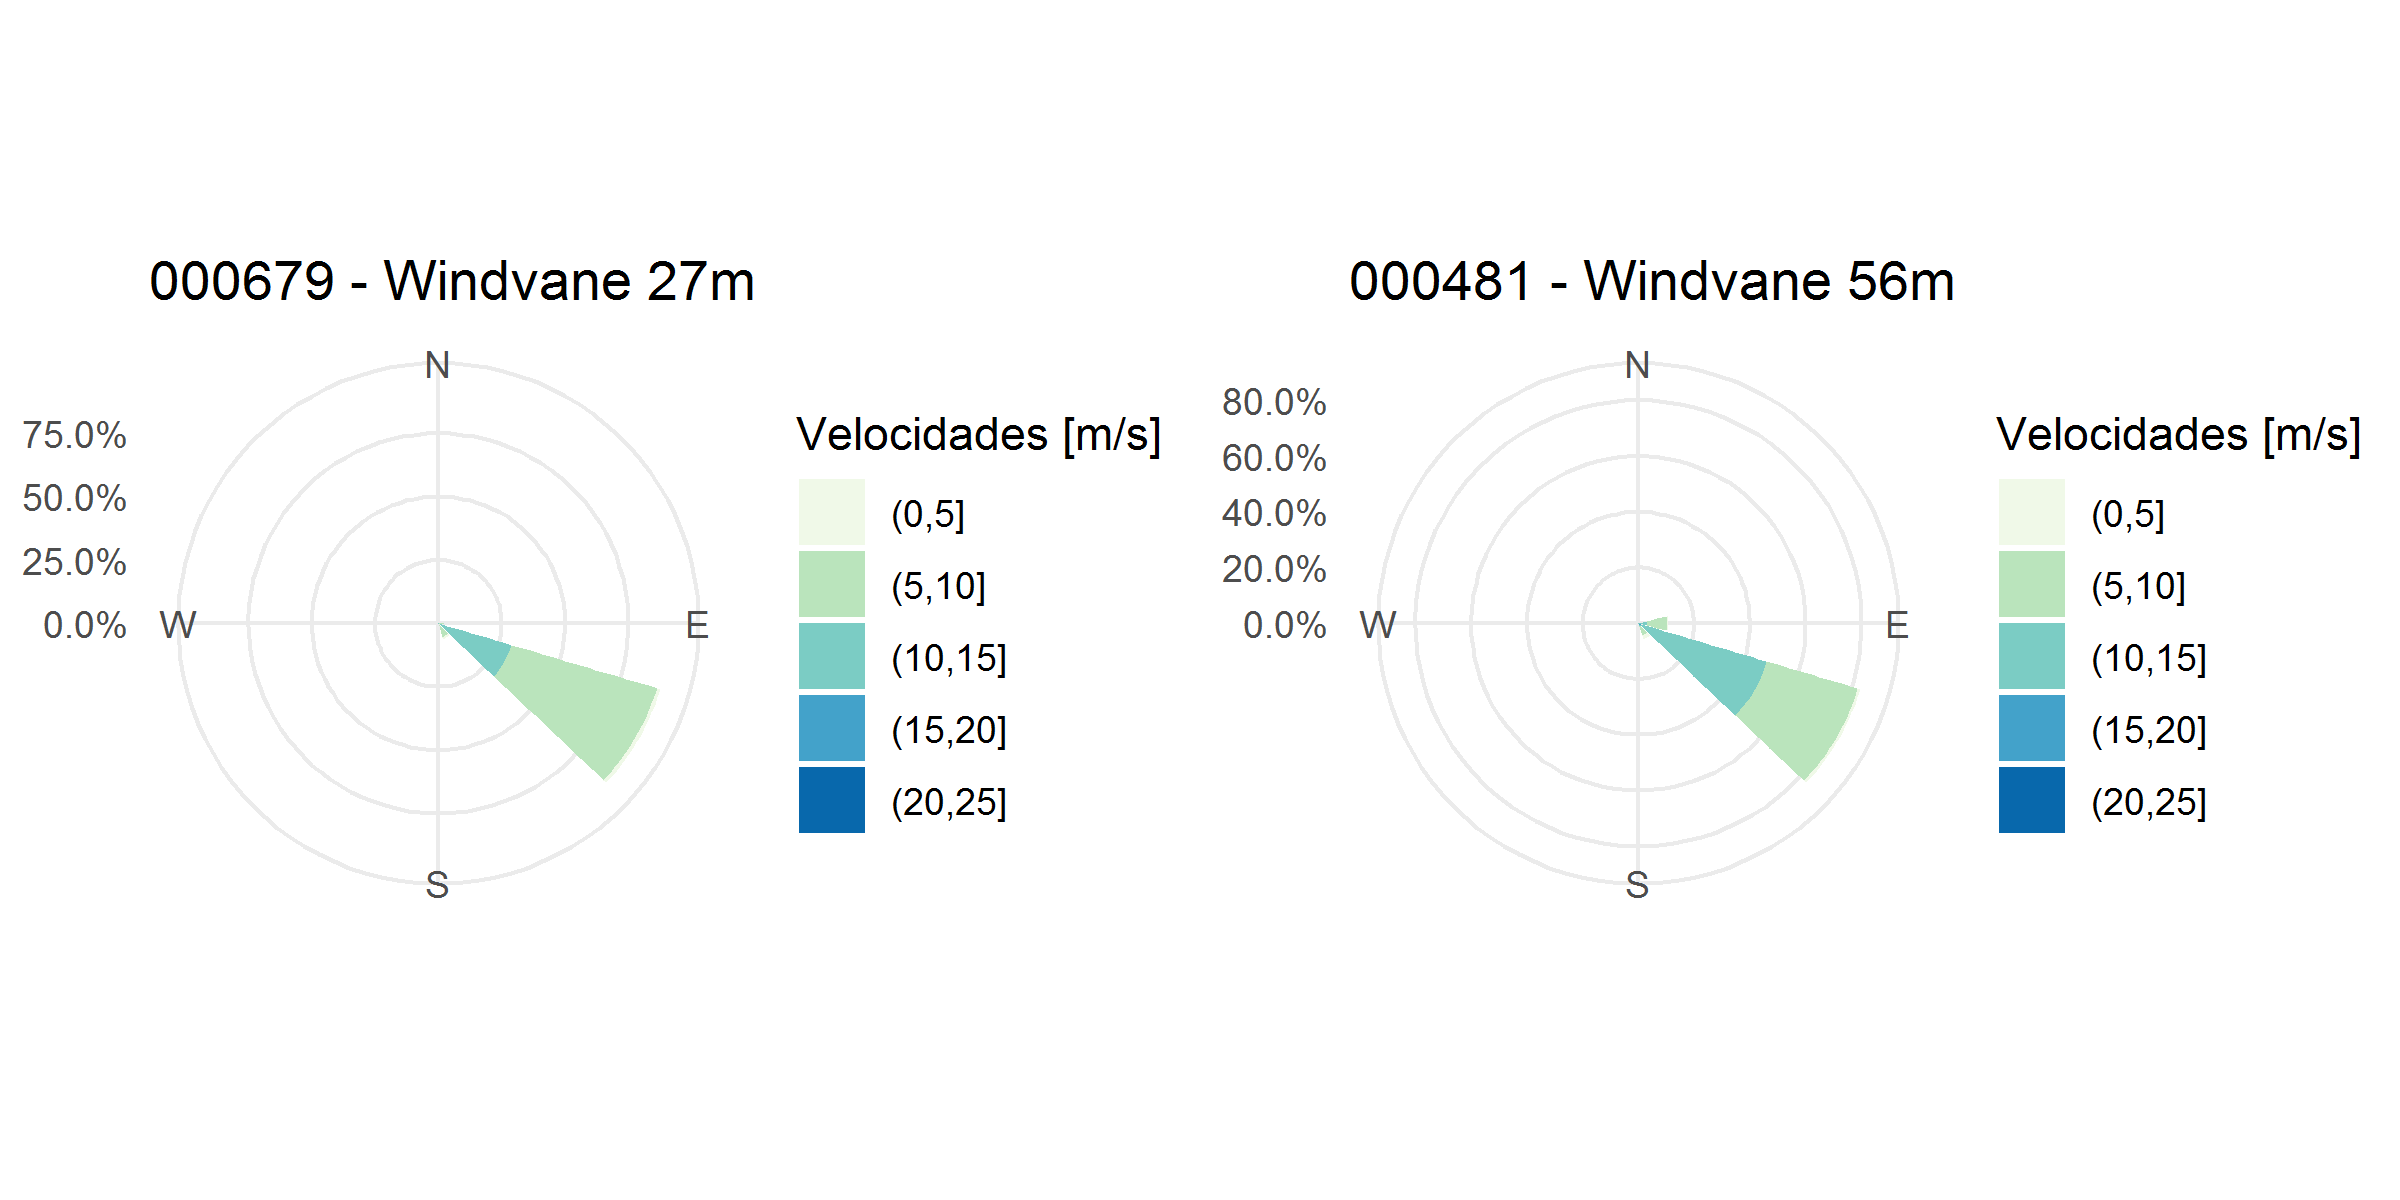 000679 - Windvane 27m
N
75.0%
50.0%
25.0%
0.0%
W
E
S
Velocidades [m/s]
(0,5]
(5,10]
(10,15]
(15,20]
(20,25]
000481 - Windvane 56m
N
80.0%
60.0%
40.0%
20.0%
0.0%
W
E
S
Velocidades [m/s]
(0,5]
(5,10]
(10,15]
(15,20]
(20,25]